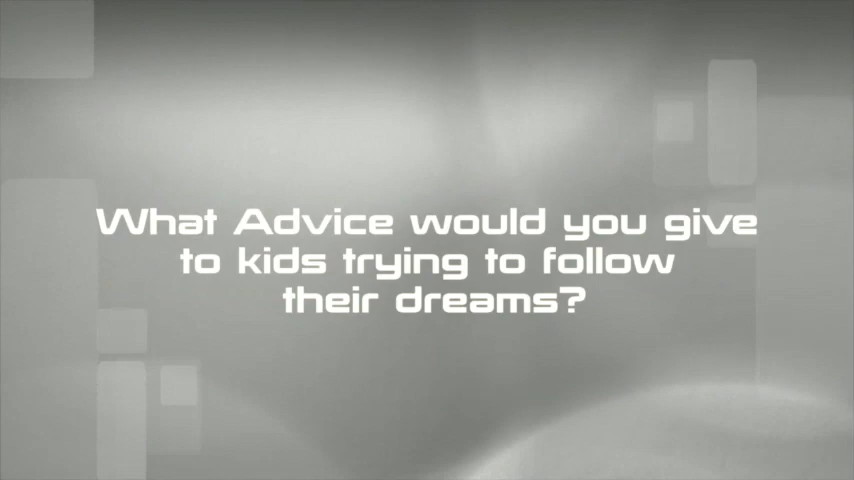 What Advice would you give
to kids trying to follow
their dreams?